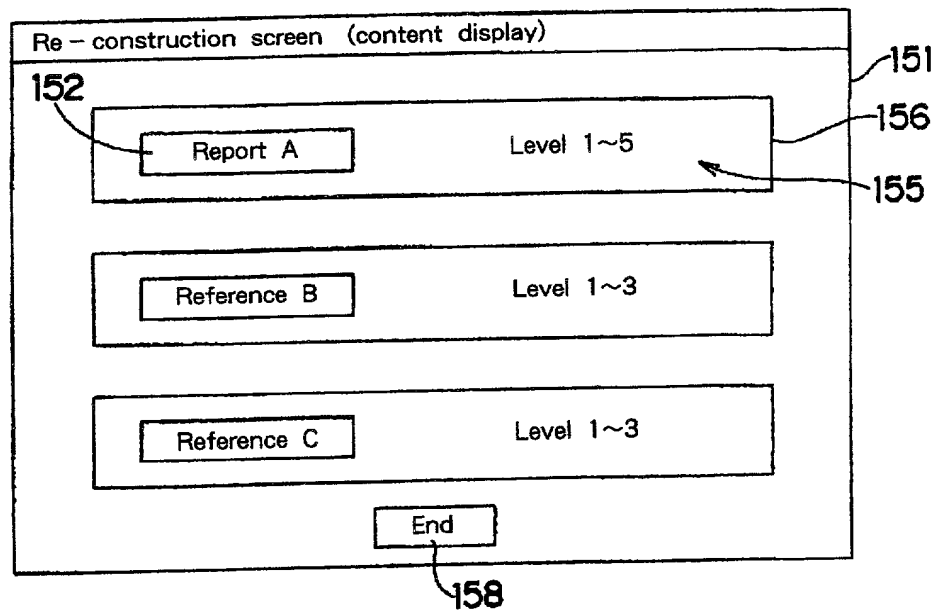 Re-construction screen (content display)
151
152
156
Report A Level 1~5
155
Reference B Level 1~3
Reference C Level 1~3
End
158